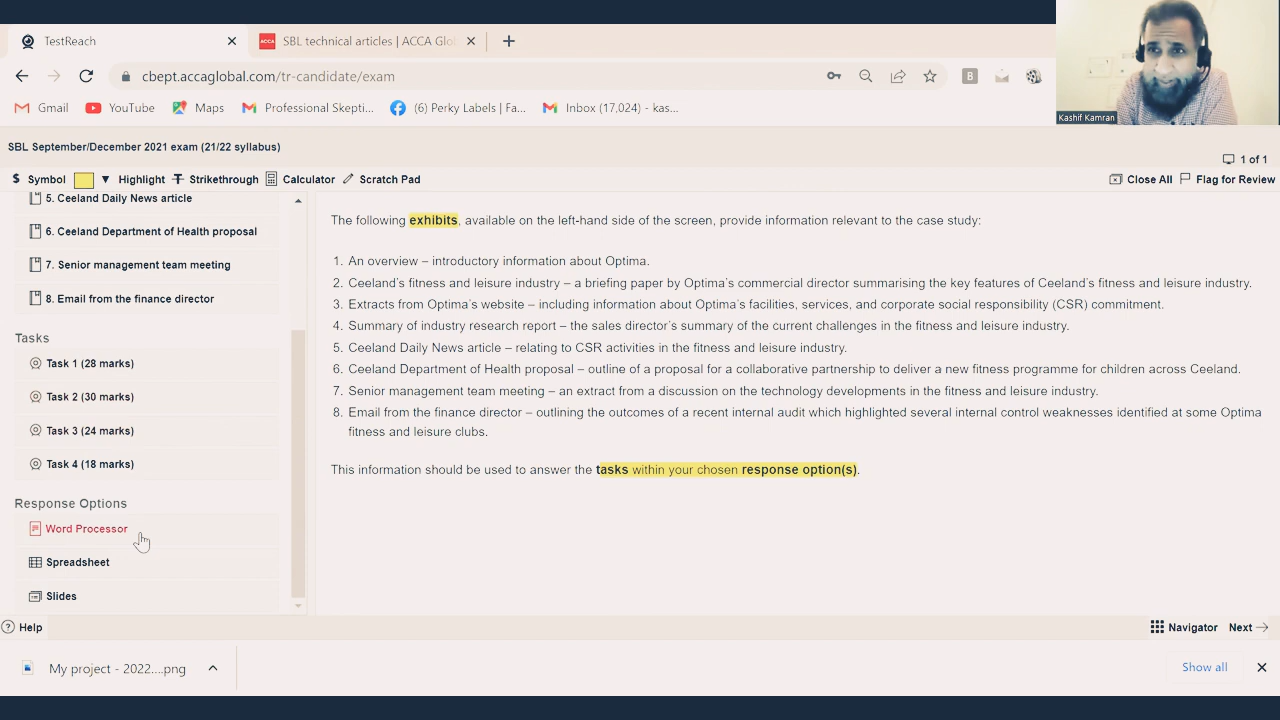 TestReach
ACCA
SBL technical articles | ACCA Glo
cbept.accaglobal.com/tr-candidate/exam
B
Gmail
YouTube
Maps
Professional Skepti...
(6) Perky Labels | Fa...
Inbox (17,024) - kas...
Kashif Kamran
SBL September/December 2021 exam (21/22 syllabus)
1 of 1
$ Symbol
Highlight
T Strikethrough
Calculator
Scratch Pad
Close All
Flag for Review
5. Ceeland Daily News article
6. Ceeland Department of Health proposal
7. Senior management team meeting
8. Email from the finance director
Tasks
Task 1 (28 marks)
Task 2 (30 marks)
Task 3 (24 marks)
Task 4 (18 marks)
Response Options
Word Processor
Spreadsheet
Slides
The following exhibits, available on the left-hand side of the screen, provide information relevant to the case study:
1. An overview – introductory information about Optima.
2. Ceeland's fitness and leisure industry – a briefing paper by Optima's commercial director summarising the key features of Ceeland's fitness and leisure industry.
3. Extracts from Optima's website – including information about Optima's facilities, services, and corporate social responsibility (CSR) commitment.
4. Summary of industry research report – the sales director's summary of the current challenges in the fitness and leisure industry.
5. Ceeland Daily News article – relating to CSR activities in the fitness and leisure industry.
6. Ceeland Department of Health proposal – outline of a proposal for a collaborative partnership to deliver a new fitness programme for children across Ceeland.
7. Senior management team meeting – an extract from a discussion on the technology developments in the fitness and leisure industry.
8. Email from the finance director – outlining the outcomes of a recent internal audit which highlighted several internal control weaknesses identified at some Optima
fitness and leisure clubs.
This information should be used to answer the tasks within your chosen response option(s).
? Help
Navigator
Next
My project - 2022....png
Show all